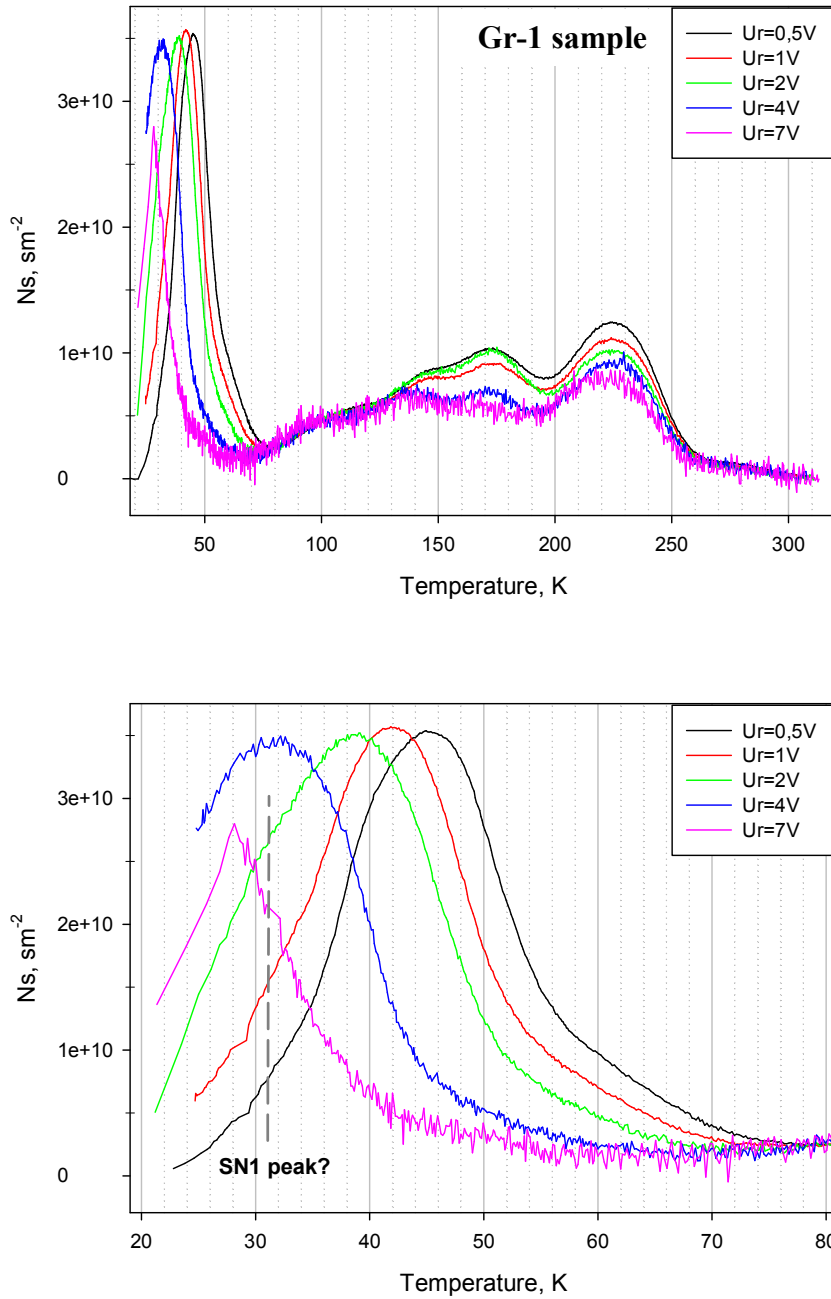 Gr-1 sample
Ur=0,5V
Ur=1V
Ur=2V
Ur=4V
Ur=7V
3e+10
2e+10
1e+10
0
Ns, sm-2
50 100 150 200 250 300
Temperature, K
Ur=0,5V
Ur=1V
Ur=2V
Ur=4V
Ur=7V
3e+10
2e+10
1e+10
0
Ns, sm-2
SN1 peak?
20 30 40 50 60 70 80
Temperature, K